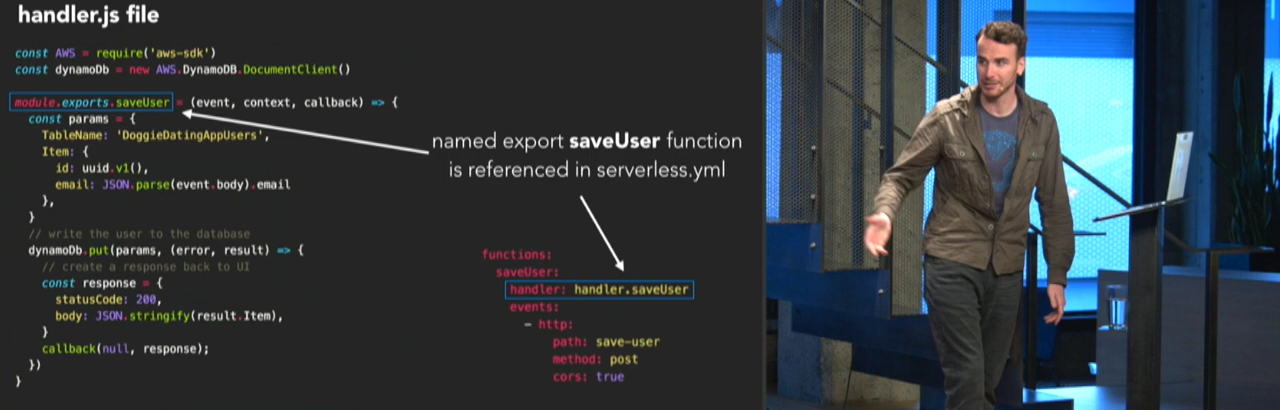 handler.js file
const AWS = require('aws-sdk')
const dynamoDb = new AWS.DynamoDB.DocumentClient()
module.exports.saveUser = (event, context, callback) => {
const params = {
TableName: 'DoggieDatingAppUsers',
Item: {
id: uuid.v1(),
email: JSON.parse(event.body).email
},
}
// write the user to the database
dynamoDb.put(params, (error, result) => {
// create a response back to UI
const response = {
statusCode: 200,
body: JSON.stringify(result.Item),
}
callback(null, response);
})
}
named export saveUser function
is referenced in serverless.yml
functions:
saveUser:
handler: handler.saveUser
events:
- http:
path: save-user
method: post
cors: true